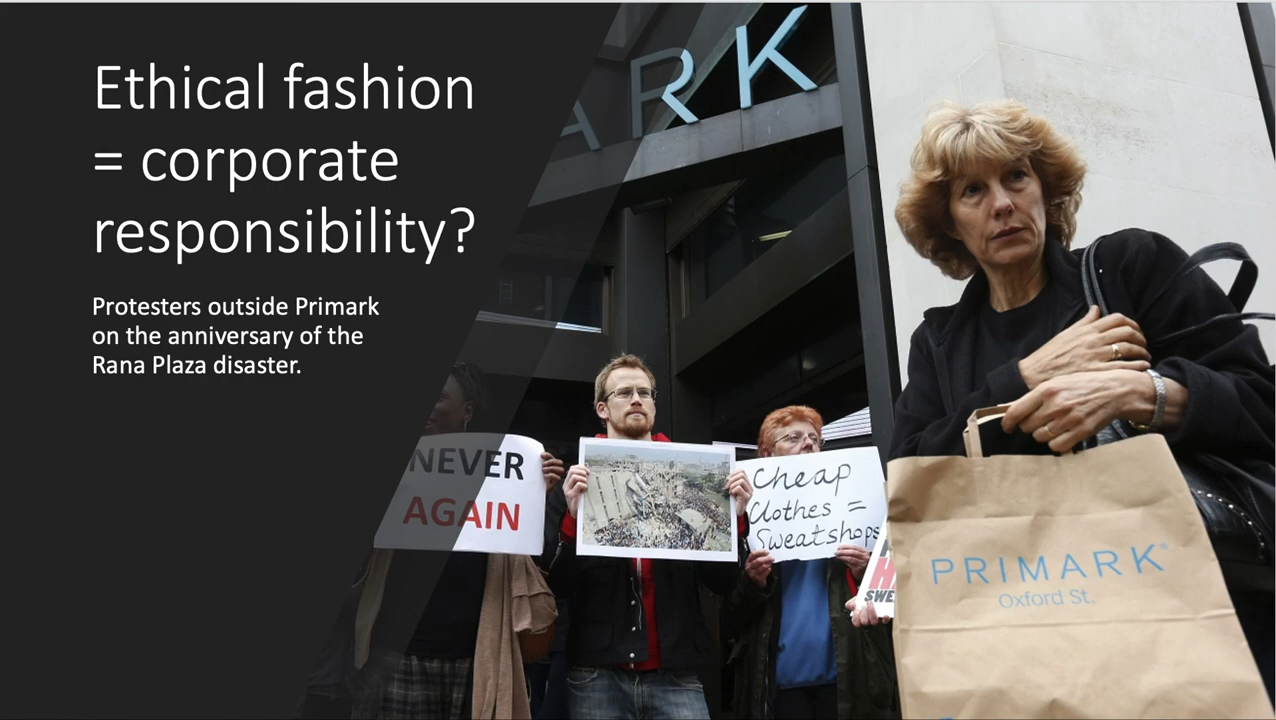 Ethical fashion
= corporate
responsibility?
Protesters outside Primark
on the anniversary of the
Rana Plaza disaster.
ARK
NEVER
AGAIN
Cheap
Clothes =
Sweatshops
PRIMARK
Oxford St.